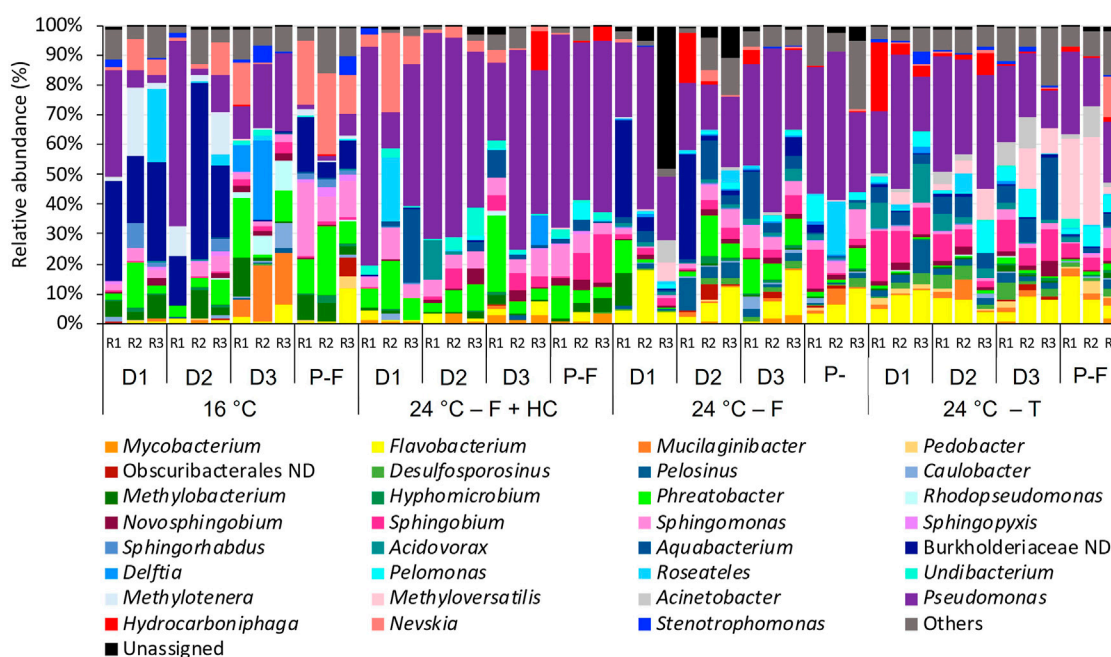 100%
90%
80%
70%
60%
50%
40%
30%
20%
10%
0%
Relative abundance (%)
R1 R2 R3 R1 R2 R3 R1 R2 R3 R1 R2 R3 R1 R2 R3 R1 R2 R3 R1 R2 R3 R1 R2 R3 R1 R2 R3 R1 R2 R3 R1 R2 R3 R1 R2 R3 R1 R2 R3 R1 R2 R3 R1 R2 R3 R1 R2 R3
D1 D2 D3 P-F D1 D2 D3 P-F D1 D2 D3 P- D1 D2 D3 P-F
16 °C 24 °C – F + HC 24 °C – F 24 °C – T
Mycobacterium Flavobacterium Mucilaginibacter Pedobacter
Obscuribacterales ND Desulfosporosinus Pelosinus Caulobacter
Methylobacterium Hyphomicrobium Phreatobacter Rhodopseudomonas
Novosphingobium Sphingobium Sphingomonas Sphingopyxis
Sphingorhabdus Acidovorax Aquabacterium Burkholderiaceae ND
Delftia Pelomonas Roseateles Undibacterium
Methylotenera Methyloversatilis Acinetobacter Pseudomonas
Hydrocarboniphaga Nevskia Stenotrophomonas Others
Unassigned